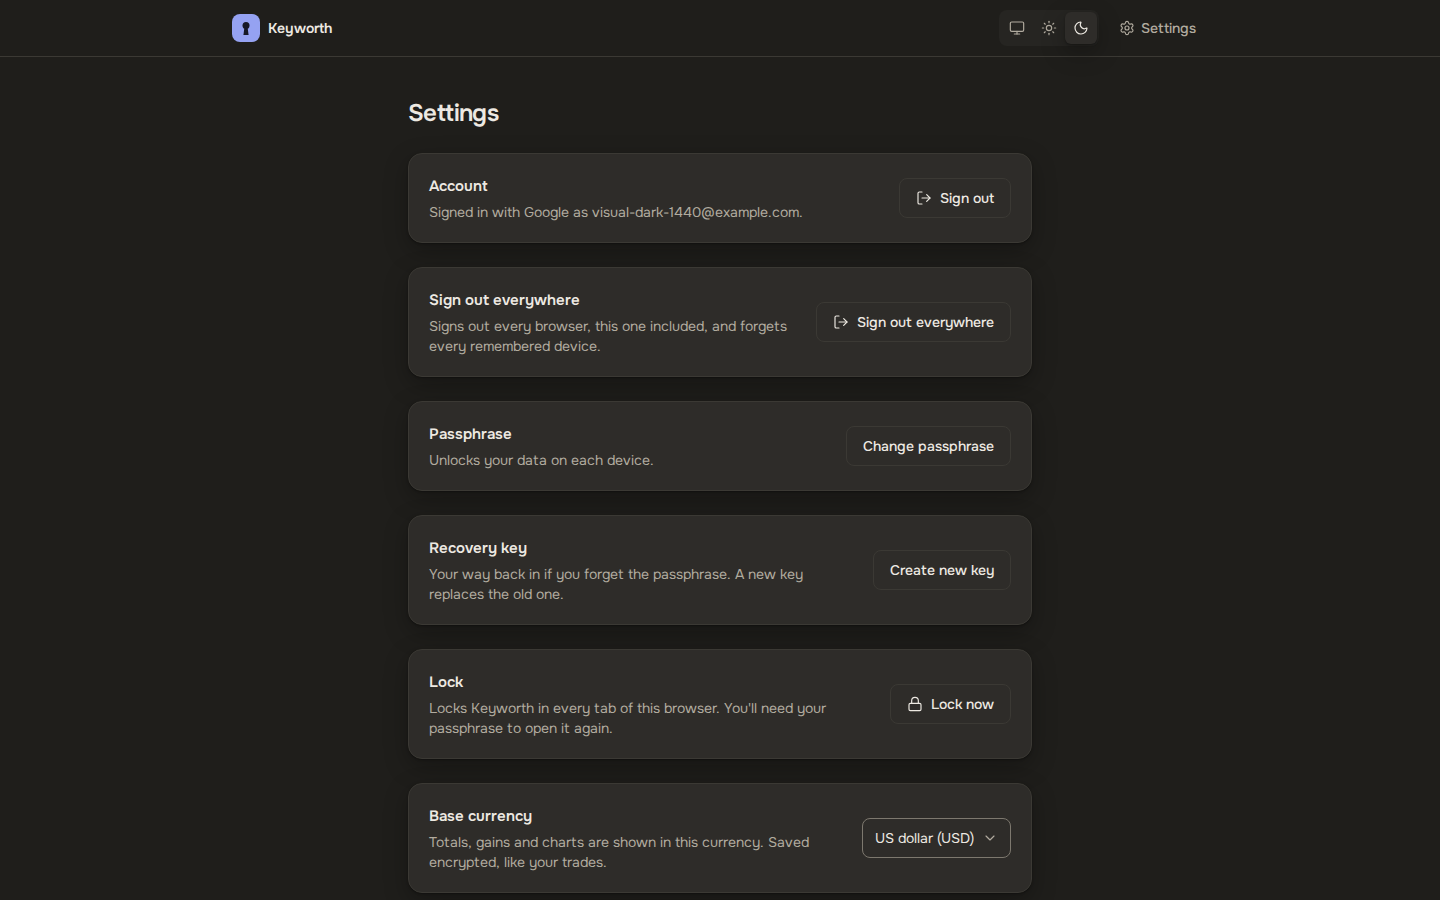 Keyworth
Settings
Settings
Account
Signed in with Google as visual-dark-1440@example.com.
Sign out
Sign out everywhere
Signs out every browser, this one included, and forgets
every remembered device.
Sign out everywhere
Passphrase
Unlocks your data on each device.
Change passphrase
Recovery key
Your way back in if you forget the passphrase. A new key
replaces the old one.
Create new key
Lock
Locks Keyworth in every tab of this browser. You'll need your
passphrase to open it again.
Lock now
Base currency
Totals, gains and charts are shown in this currency. Saved
encrypted, like your trades.
US dollar (USD)